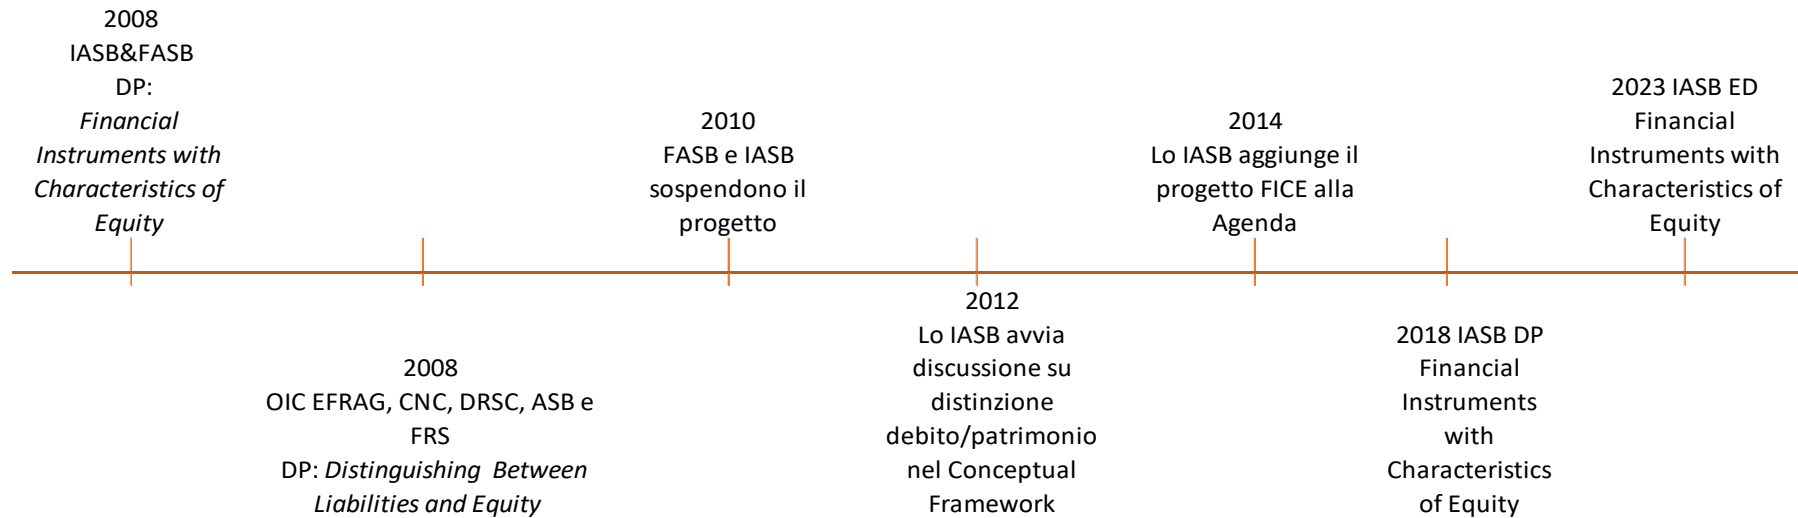 2008
IASB&FASB
DP:
Financial
Instruments with
Characteristics of
Equity
2008
OIC EFRAG, CNC, DRSC, ASB e
FRS
DP: Distinguishing Between
Liabilities and Equity
2010
FASB e IASB
sospendono il
progetto
2012
Lo IASB avvia
discussione su
distinzione
debito/patrimonio
nel Conceptual
Framework
2014
Lo IASB aggiunge il
progetto FICE alla
Agenda
2018 IASB DP
Financial
Instruments
with
Characteristics
of Equity
2023 IASB ED
Financial
Instruments with
Characteristics of
Equity